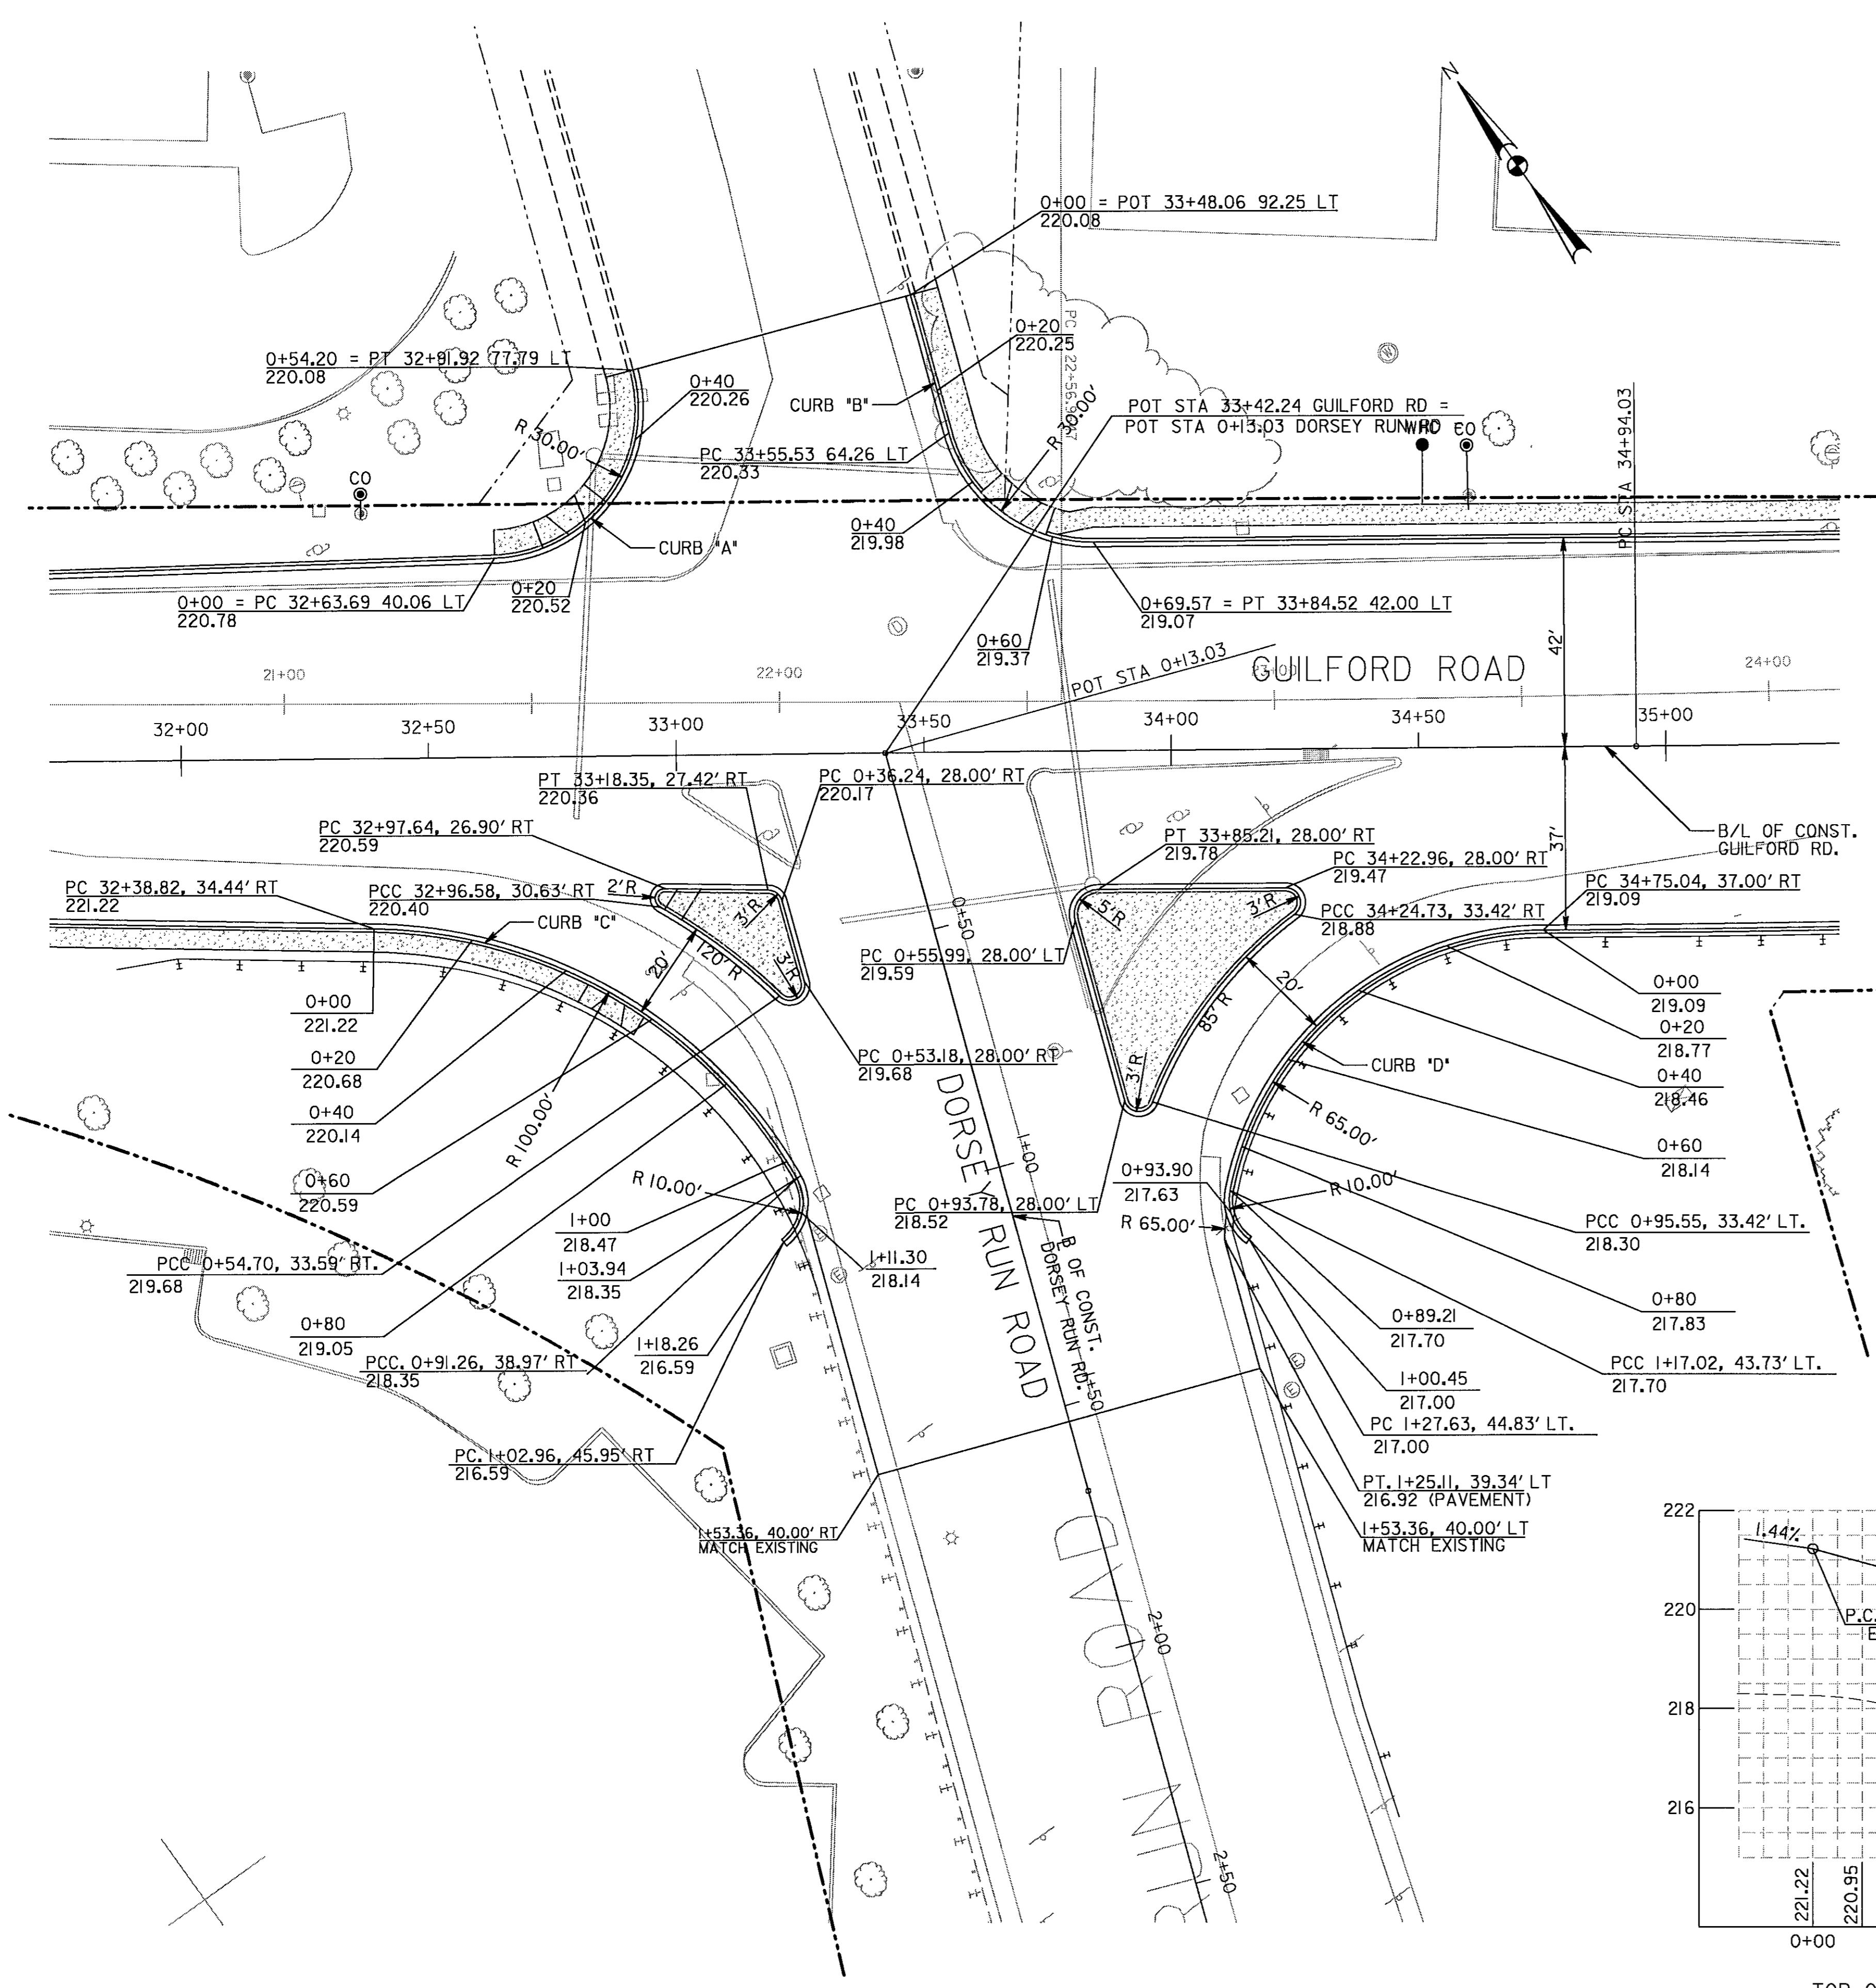 N
0+00 = POT 33+48.06 92.25 LT
220.08
0+20
220.25
PC 22+56.9
0+54.20 = PT 32+91.92 77.79 LT
220.08
0+40
220.26
CURB "B"
R 30.00'
R 30.00'
POT STA 33+42.24 GUILFORD RD =
POT STA 0+13.03 DORSEY RUN RD
CO
PC STA 34+94.03
PC 33+55.53 64.26 LT
220.33
CO
0+40
219.98
CURB "A"
0+20
220.52
0+00 = PC 32+63.69 40.06 LT
220.78
0+69.57 = PT 33+84.52 42.00 LT
219.07
0+60
219.37
42'
POT STA 0+13.03
GUILFORD ROAD
21+00
22+00
23+00
24+00
32+00
32+50
33+00
33+50
34+00
34+50
35+00
PT 33+18.35, 27.42' RT
220.36
PC 0+36.24, 28.00' RT
220.17
PC 32+97.64, 26.90' RT
220.59
PT 33+85.21, 28.00' RT
219.78
37'
B/L OF CONST.
GUILFORD RD.
PC 34+22.96, 28.00' RT
219.47
PC 32+38.82, 34.44' RT
221.22
PCC 32+96.58, 30.63' RT
220.40
2'R
3'R
5'R
3'R
PC 34+75.04, 37.00' RT
219.09
PCC 34+24.73, 33.42' RT
218.88
CURB "C"
0+50
PC 0+55.99, 28.00' LT
219.59
20'
120' R
3'R
20'
85' R
0+00
221.22
0+00
219.09
0+20
220.68
0+20
218.77
PC 0+53.18, 28.00' RT
219.68
CURB "D"
3'R
0+40
220.14
0+40
218.46
R 100.00'
R 65.00'
DORSEY RUN ROAD
1+00
0+60
220.59
0+60
218.14
R 10.00'
0+93.90
217.63
R 10.00'
PC 0+93.78, 28.00' LT
218.52
R 65.00'
PCC 0+95.55, 33.42' LT.
218.30
1+00
218.47
B OF CONST.
DORSEY RUN RD.
PCC 0+54.70, 33.59' RT.
219.68
1+03.94
218.35
1+11.30
218.14
0+80
219.05
0+89.21
217.70
0+80
217.83
1+18.26
216.59
PCC. 0+91.26, 38.97' RT
218.35
PCC 1+17.02, 43.73' LT.
217.70
1+00.45
217.00
1+50
PC 1+27.63, 44.83' LT.
217.00
PC. 1+02.96, 45.95' RT
216.59
PT. 1+25.11, 39.34' LT
216.92 (PAVEMENT)
1+53.36, 40.00' RT
MATCH EXISTING
1+53.36, 40.00' LT
MATCH EXISTING
RUN ROAD
2+00
2+50
222
1.44%
220
P.C.
218
216
221.22
220.95
0+00